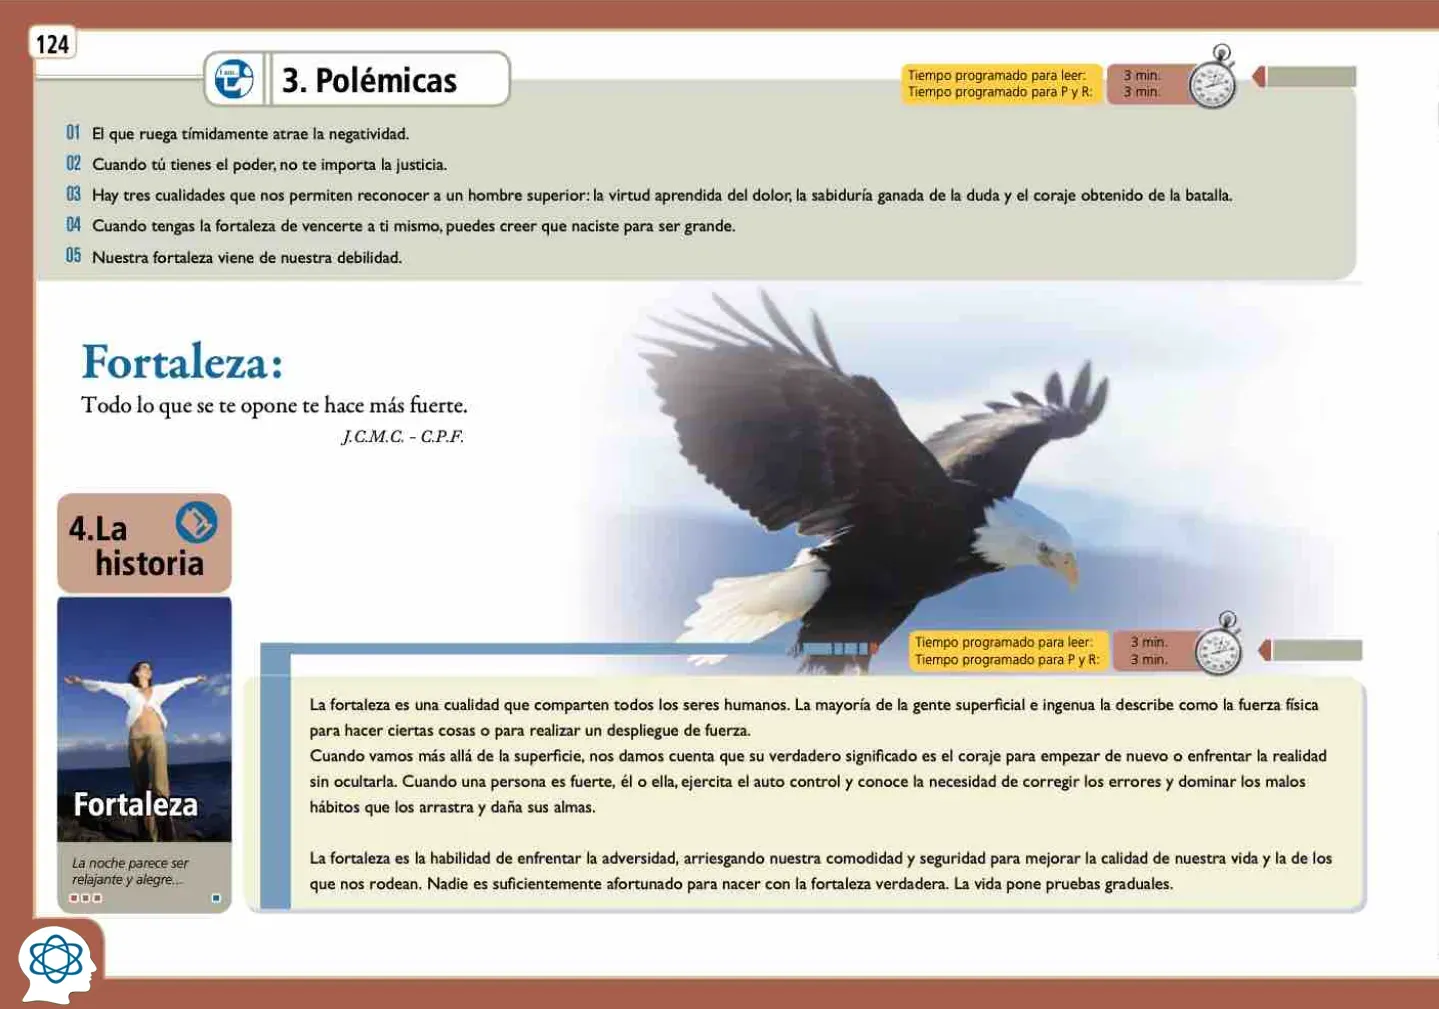 124
3. Polémicas
Tiempo programado para leer: 3 min.
Tiempo programado para P y R: 3 min.
01 El que ruega tímidamente atrae la negatividad.
02 Cuando tú tienes el poder, no te importa la justicia.
03 Hay tres cualidades que nos permiten reconocer a un hombre superior: la virtud aprendida del dolor, la sabiduría ganada de la duda y el coraje obtenido de la batalla.
04 Cuando tengas la fortaleza de vencerte a ti mismo, puedes creer que naciste para ser grande.
05 Nuestra fortaleza viene de nuestra debilidad.
Fortaleza:
Todo lo que se te opone te hace más fuerte.
J.C.M.C. - C.P.F.
4.La
historia
Fortaleza
La noche parece ser
relajante y alegre...
Tiempo programado para leer: 3 min.
Tiempo programado para P y R: 3 min.
La fortaleza es una cualidad que comparten todos los seres humanos. La mayoría de la gente superficial e ingenua la describe como la fuerza física
para hacer ciertas cosas o para realizar un despliegue de fuerza.
Cuando vamos más allá de la superficie, nos damos cuenta que su verdadero significado es el coraje para empezar de nuevo o enfrentar la realidad
sin ocultarla. Cuando una persona es fuerte, él o ella, ejercita el auto control y conoce la necesidad de corregir los errores y dominar los malos
hábitos que los arrastra y daña sus almas.
La fortaleza es la habilidad de enfrentar la adversidad, arriesgando nuestra comodidad y seguridad para mejorar la calidad de nuestra vida y la de los
que nos rodean. Nadie es suficientemente afortunado para nacer con la fortaleza verdadera. La vida pone pruebas graduales.